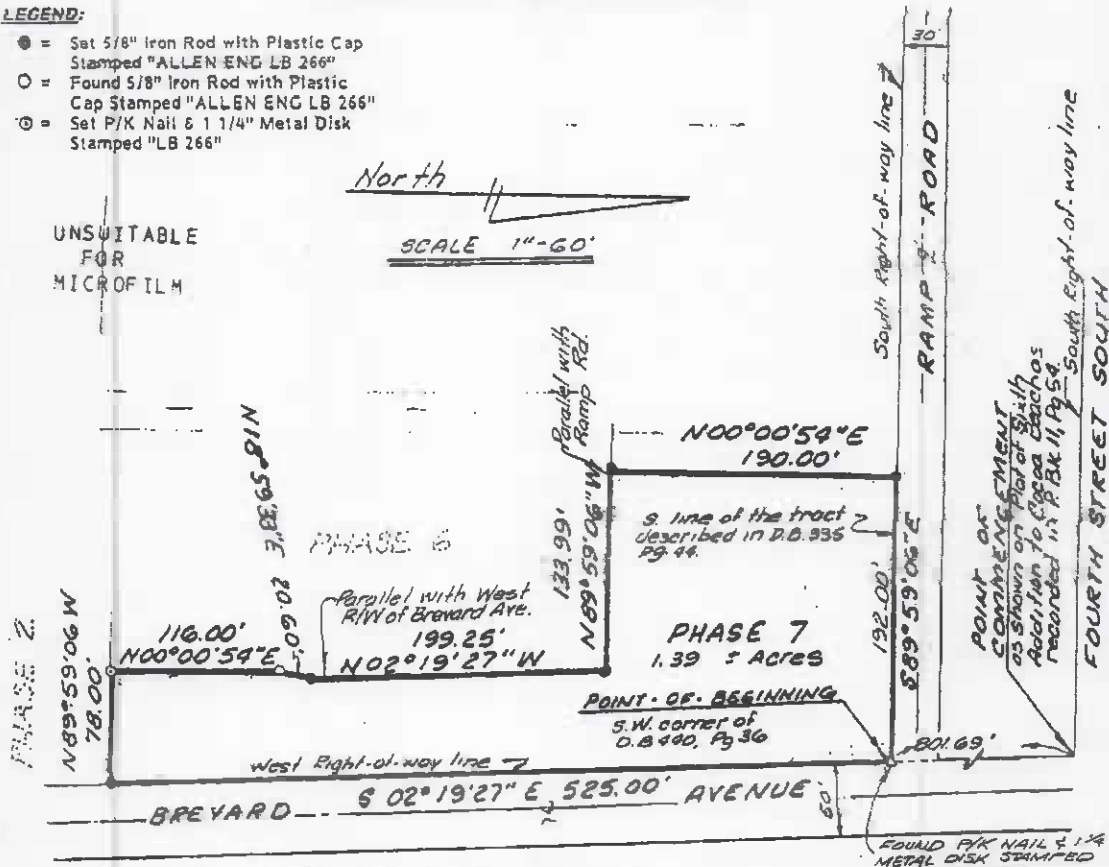 LEGEND:
● = Set 5/8" Iron Rod with Plastic Cap
Stamped "ALLEN ENG LB 266"
O = Found 5/8" Iron Rod with Plastic
Cap Stamped "ALLEN ENG LB 266"
⊙ = Set P/K Nail & 1 1/4" Metal Disk
Stamped "LB 266"
UNSUITABLE
FOR
MICROFILM
North
SCALE 1"-60'
30'
South Right-of-way line
RAMP ROAD
South Right-of-way line
FOURTH STREET SOUTH
POINT OF
COMMENCEMENT
as shown on Plat of Sixth
Addition to Cocoa Beach as
recorded in P. BK 11, Pg 54.
Parallel with
Ramp Rd.
N00°00'54"E
190.00'
N18°59'33"E 20.60'
PHASE 6
133.99'
N89°59'06"W
S. line of the tract
described in D.B. 335
PG. 44.
192.00'
S89°59'06"E
Parallel with West
R/W of Brevard Ave.
199.25'
N02°19'27"W
116.00'
N00°00'54"E
PHASE 7
1.39 ± Acres
PHASE 2
N89°59'06W
78.00'
POINT-OF-BEGINNING
S.W. corner of
D.B 440, Pg 36
801.69'
West Right-of-way line
BREVARD S 02°19'27" E 525.00' AVENUE
60'
FOUND P/K NAIL & 1 1/4
METAL DISK STAMPED